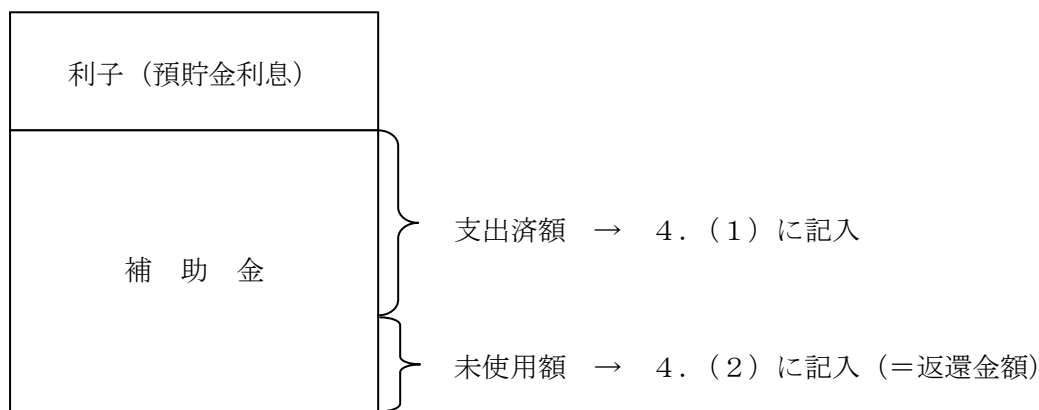 利子（預貯金利息）
支出済額　→　４．（１）に記入
補　助　金
未使用額　→　４．（２）に記入（＝返還金額）